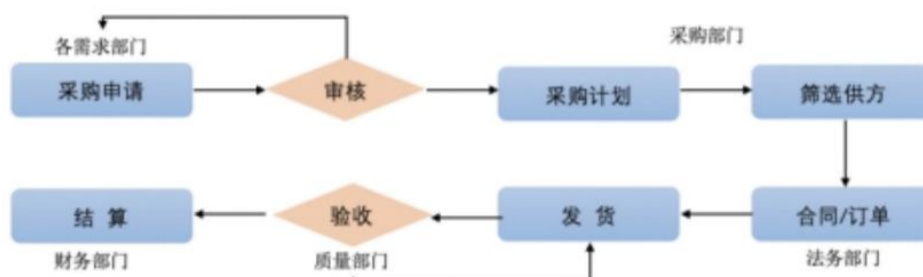 各需求部门
采购部门
采购申请
审核
采购计划
筛选供方
结 算
验收
发 货
合同/订单
财务部门
质量部门
法务部门